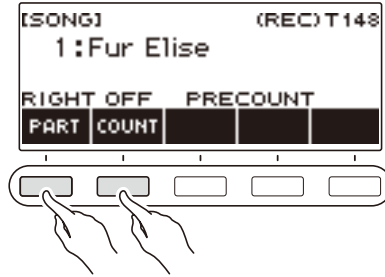 [SONG] (REC) T148
1:Fur Elise
RIGHT OFF PRECOUNT
PART COUNT